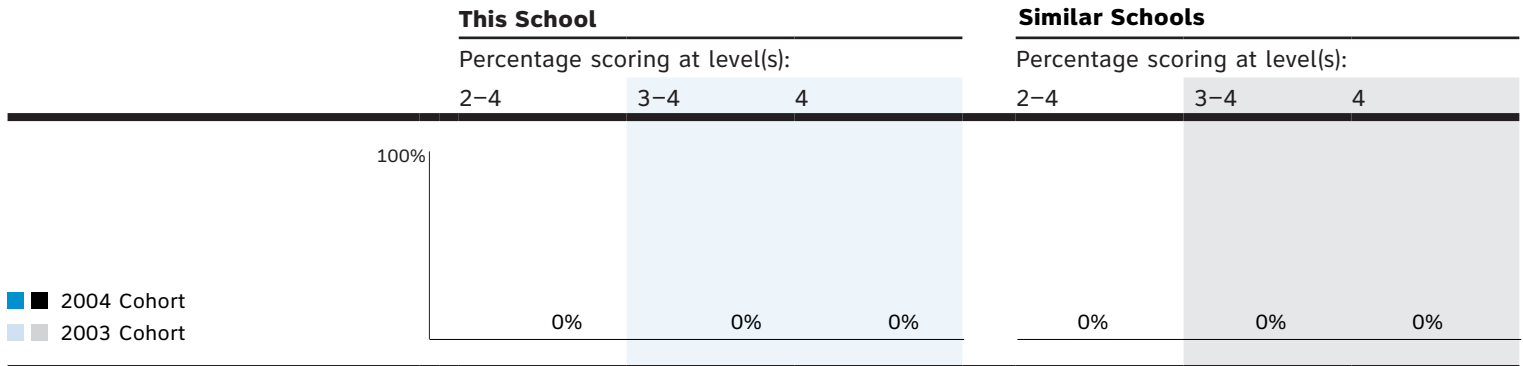 This School
Similar Schools
Percentage scoring at level(s):
Percentage scoring at level(s):
2–4 3–4 4
2–4 3–4 4
100%
2004 Cohort
2003 Cohort
0% 0% 0%
0% 0% 0%